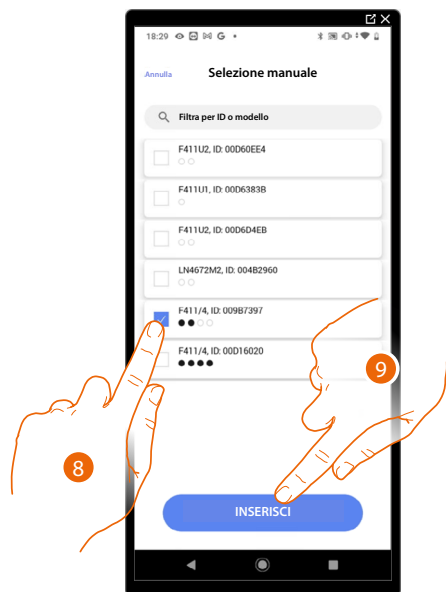 18:29
Annulla
Selezione manuale
Filtra per ID o modello
F411U2, ID: 00D60EE4
F411U1, ID: 00D6383B
F411U2, ID: 00D6D4EB
LN4672M2, ID: 004B2960
F411/4, ID: 009B7397
F411/4, ID: 00D16020
9
8
INSERISCI